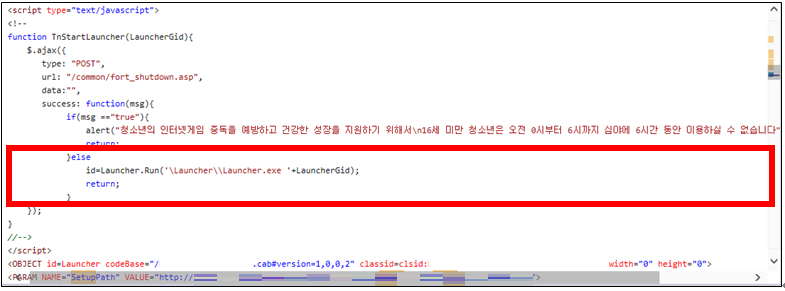 <script type="text/javascript">
<!--
function TnStartLauncher(LauncherGid){
$.ajax({
type: "POST",
url: "/common/fort_shutdown.asp",
data:"",
success: function(msg){
if(msg =="true"){
alert("청소년의 인터넷게임 중독을 예방하고 건강한 성장을 지원하기 위해서\n16세 미만 청소년은 오전 0시부터 6시까지 심야에 6시간 동안 이용하실 수 없습니다"
return;
}else
id=Launcher.Run('\Launcher\\Launcher.exe '+LauncherGid);
return;
}
});
}
//-->
</script>
<OBJECT id=Launcher codeBase="/ .cab#version=1,0,0,2" classid=clsid: width="0" height="0">
<PARAM NAME="SetupPath" VALUE="http:// ">